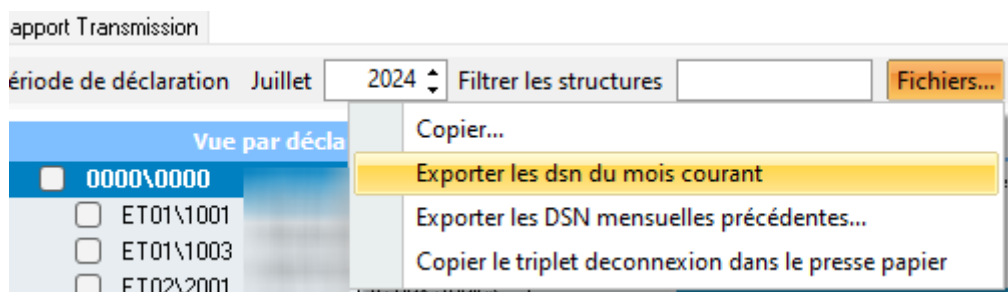 apport Transmission
ériode de déclaration Juillet 2024 Filtrer les structures Fichiers...
Vue par décla
Copier...
0000\0000
Exporter les dsn du mois courant
ET01\1001
Exporter les DSN mensuelles précédentes...
ET01\1003
Copier le triplet deconnexion dans le presse papier
ET02\2001